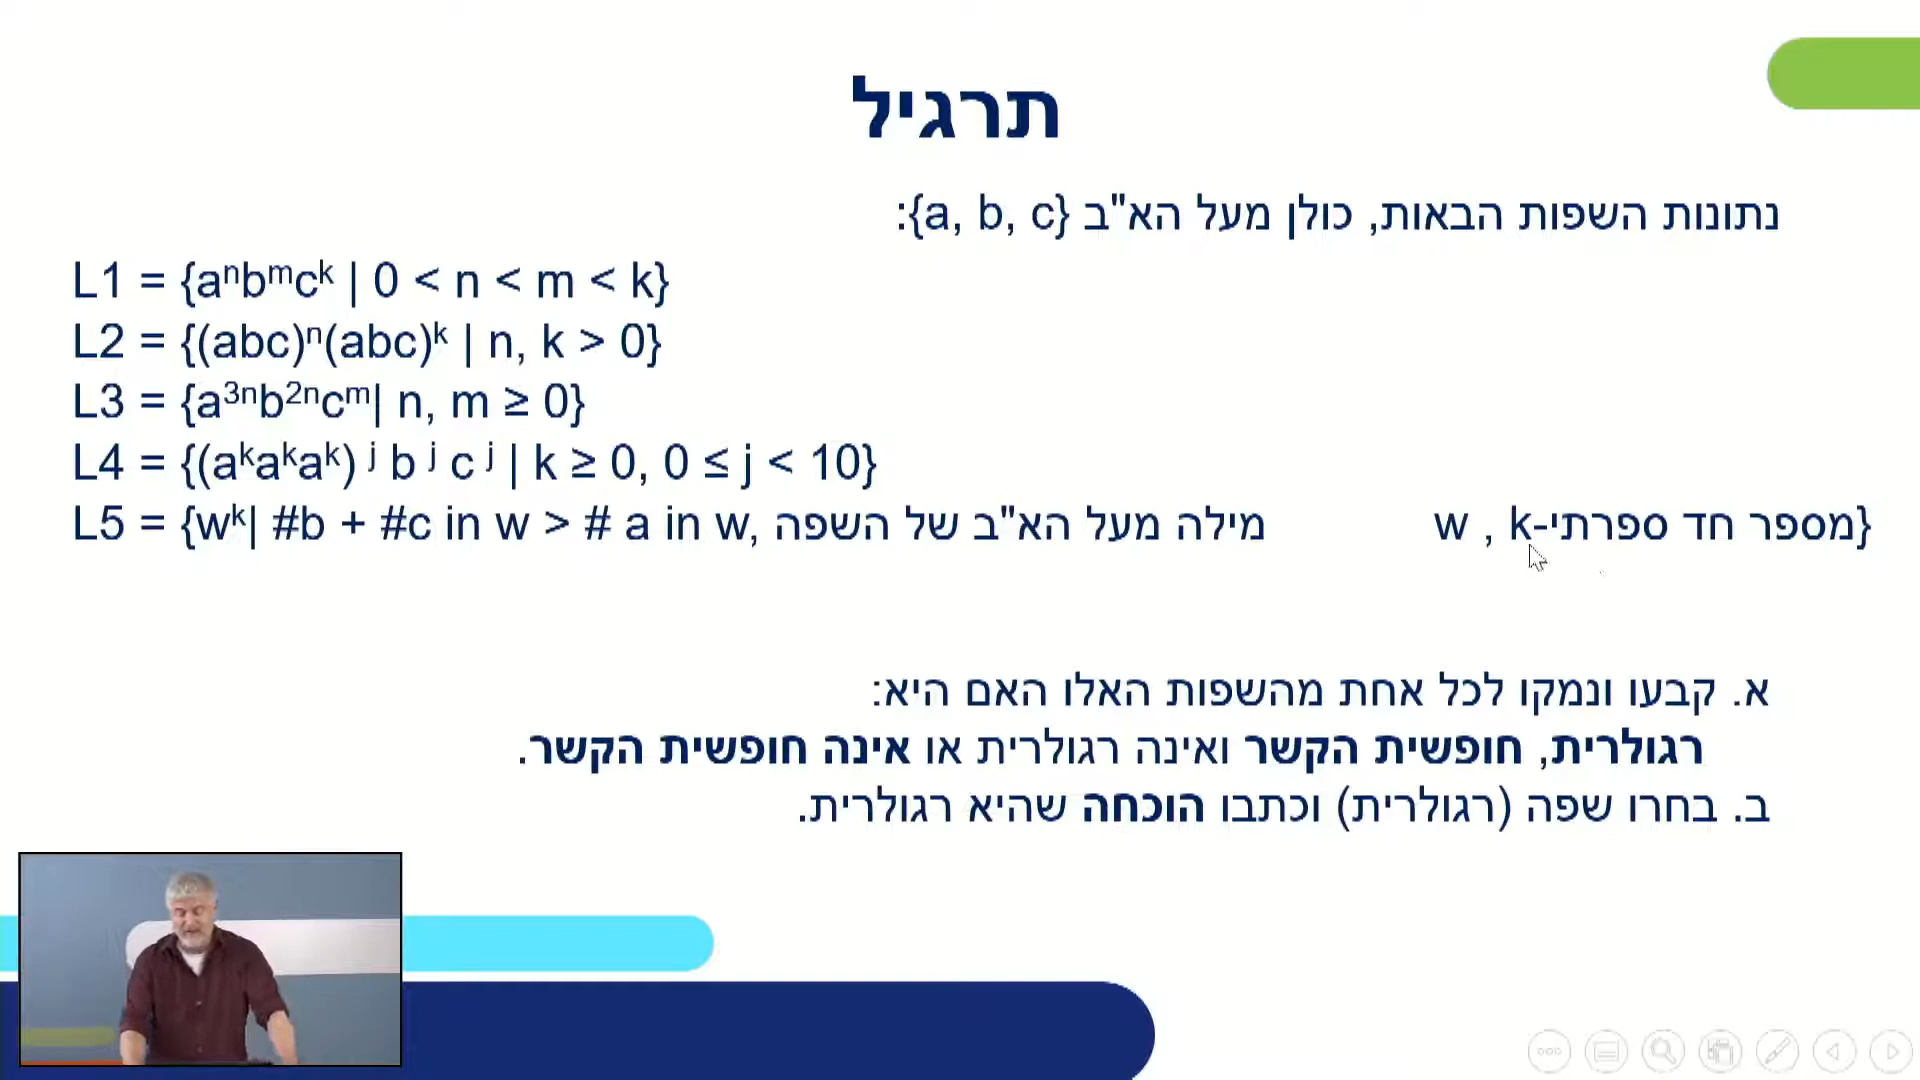 תרגיל
נתונות השפות הבאות, כולן מעל הא"ב {a, b, c}:
L1 = {aⁿbᵐcᵏ | 0 < n < m < k}
L2 = {(abc)ⁿ(abc)ᵏ | n, k > 0}
L3 = {a³ⁿb²ⁿcᵐ| n, m ≥ 0}
L4 = {(aᵏaᵏaᵏ) ʲ b ʲ c ʲ | k ≥ 0, 0 ≤ j < 10}
L5 = {wᵏ| #b + #c in w > # a in w, מילה מעל הא"ב של השפה w , k-מספר חד ספרתי}
א. קבעו ונמקו לכל אחת מהשפות האלו האם היא:
רגולרית, חופשית הקשר ואינה רגולרית או אינה חופשית הקשר.
ב. בחרו שפה (רגולרית) וכתבו הוכחה שהיא רגולרית.